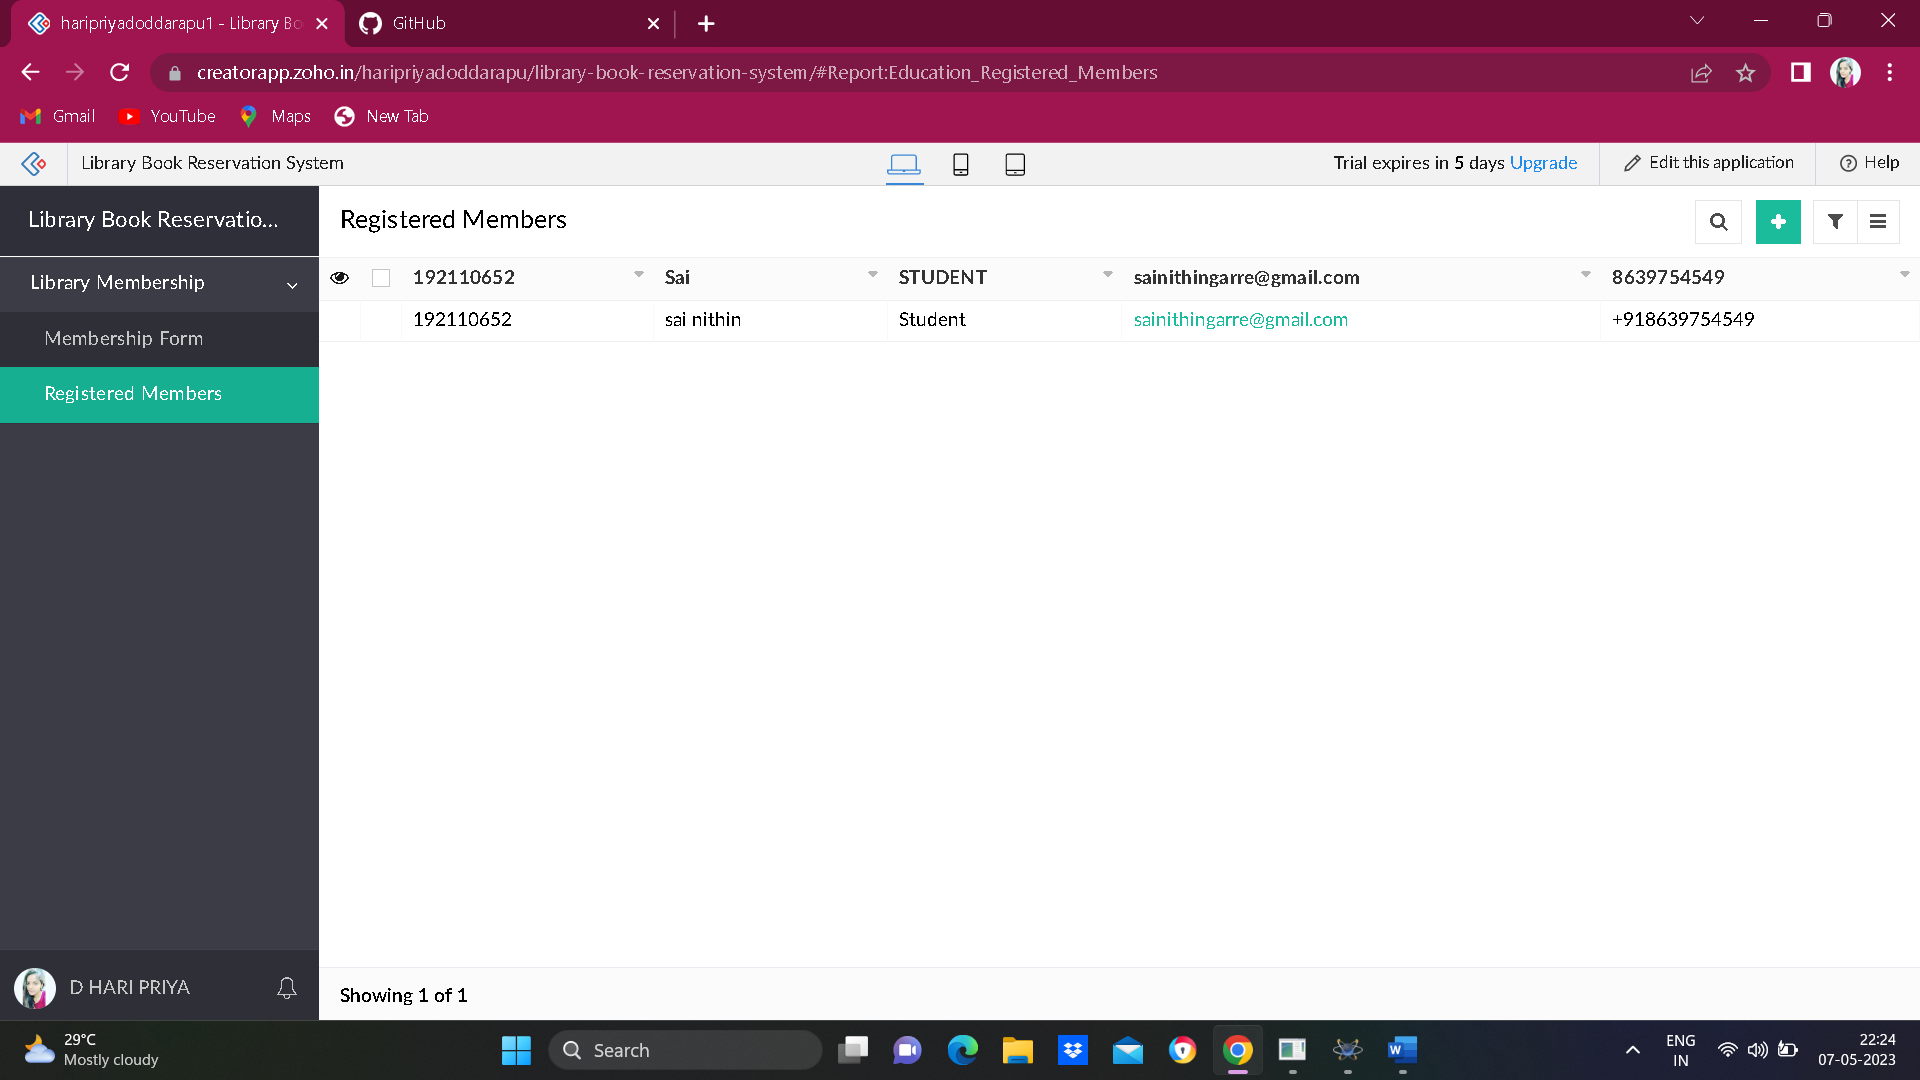 haripriyadoddarapu1 - Library Bo
GitHub
creatorapp.zoho.in/haripriyadoddarapu/library-book-reservation-system/#Report:Education_Registered_Members
Gmail
YouTube
Maps
New Tab
Library Book Reservation System
Trial expires in 5 days Upgrade
Edit this application
Help
Library Book Reservatio...
Registered Members
Library Membership
Membership Form
Registered Members
192110652 Sai STUDENT sainithingarre@gmail.com 8639754549
192110652 sai nithin Student sainithingarre@gmail.com +918639754549
D HARI PRIYA
Showing 1 of 1
29°C
Mostly cloudy
Search
ENG
IN
22:24
07-05-2023